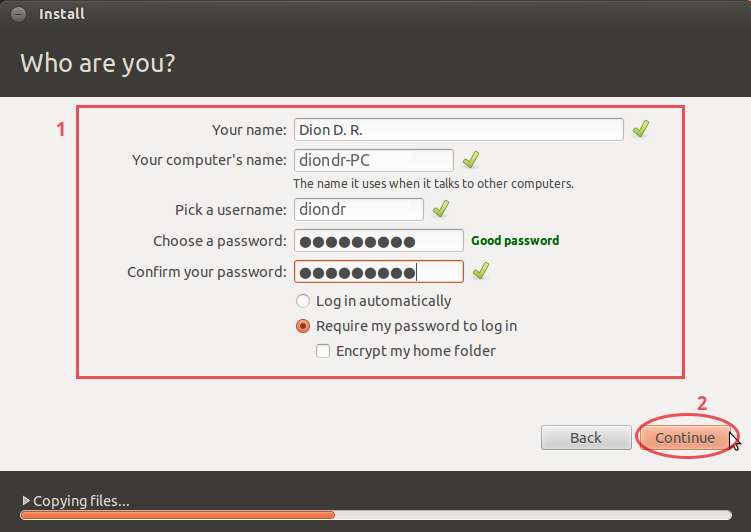 Install
Who are you?
1
Your name: Dion D. R.
Your computer's name: diondr-PC
The name it uses when it talks to other computers.
Pick a username: diondr
Choose a password: ●●●●●●●●● Good password
Confirm your password: ●●●●●●●●●
Log in automatically
Require my password to log in
Encrypt my home folder
2
Back Continue
Copying files...